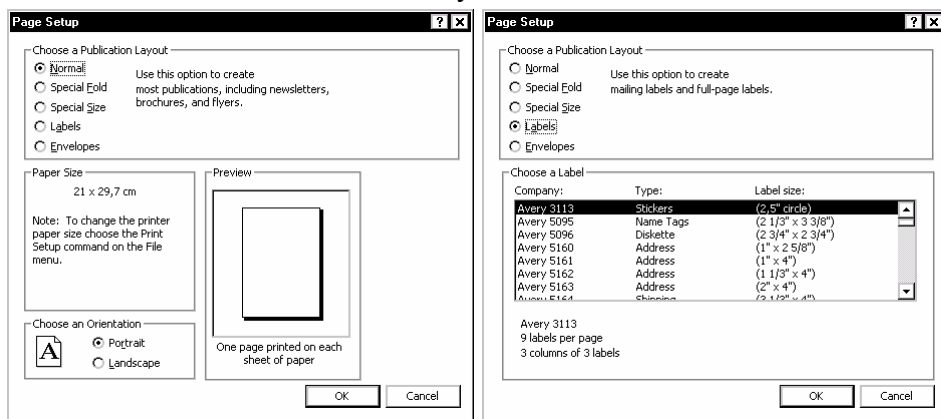 Page Setup
Choose a Publication Layout
Normal
Special Fold
Special Size
Labels
Envelopes
Use this option to create
most publications, including newsletters,
brochures, and flyers.
Paper Size
21 x 29,7 cm
Note: To change the printer
paper size choose the Print
Setup command on the File
menu.
Preview
One page printed on each
sheet of paper
Choose an Orientation
A
Portrait
Landscape
OK Cancel
Page Setup
Choose a Publication Layout
Normal
Special Fold
Special Size
Labels
Envelopes
Use this option to create
mailing labels and full-page labels.
Choose a Label
Company: Type: Label size:
Avery 3113 Stickers (2,5" circle)
Avery 5095 Name Tags (2 1/3" x 3 3/8")
Avery 5096 Diskette (2 3/4" x 2 3/4")
Avery 5160 Address (1" x 2 5/8")
Avery 5161 Address (1" x 4")
Avery 5162 Address (1 1/3" x 4")
Avery 5163 Address (2" x 4")
Avery 5164 Shipping (3 1/3" x 4")
Avery 3113
9 labels per page
3 columns of 3 labels
OK Cancel